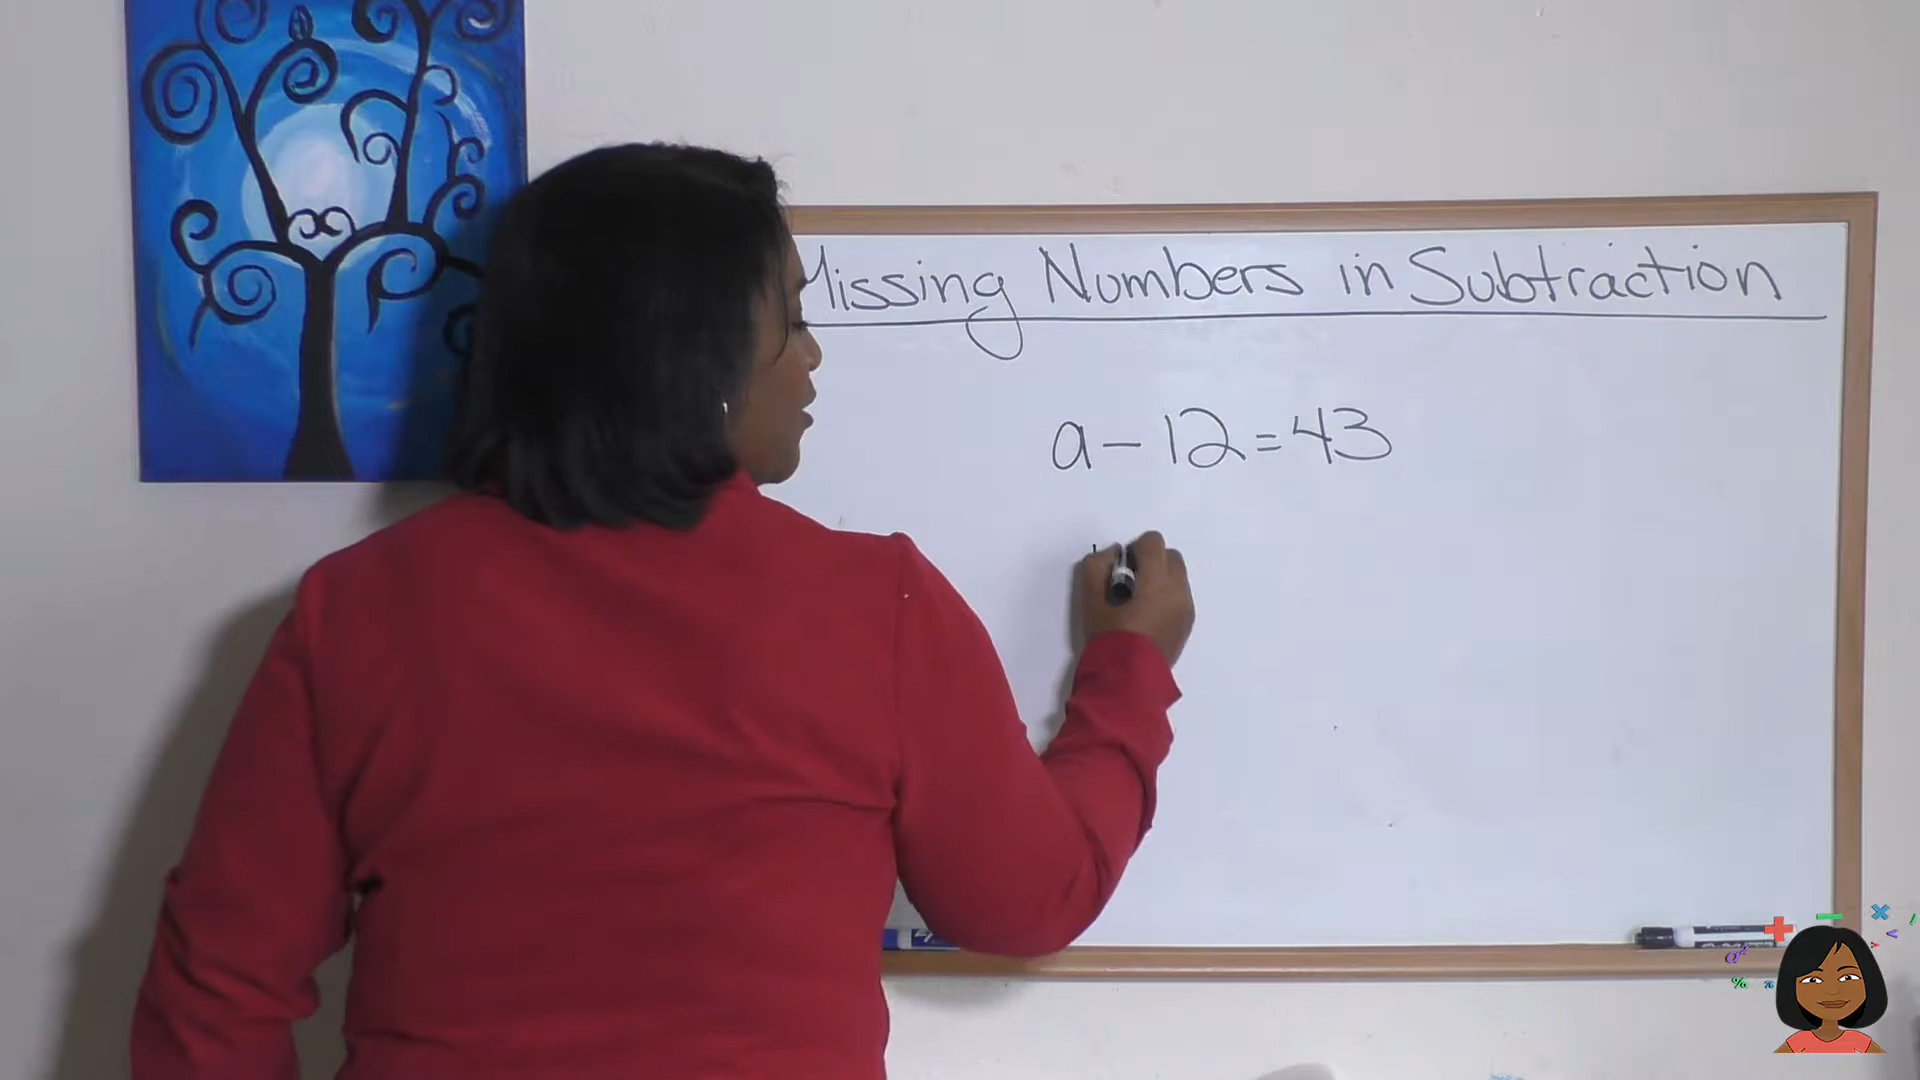 Missing Numbers in Subtraction
a - 12 = 43